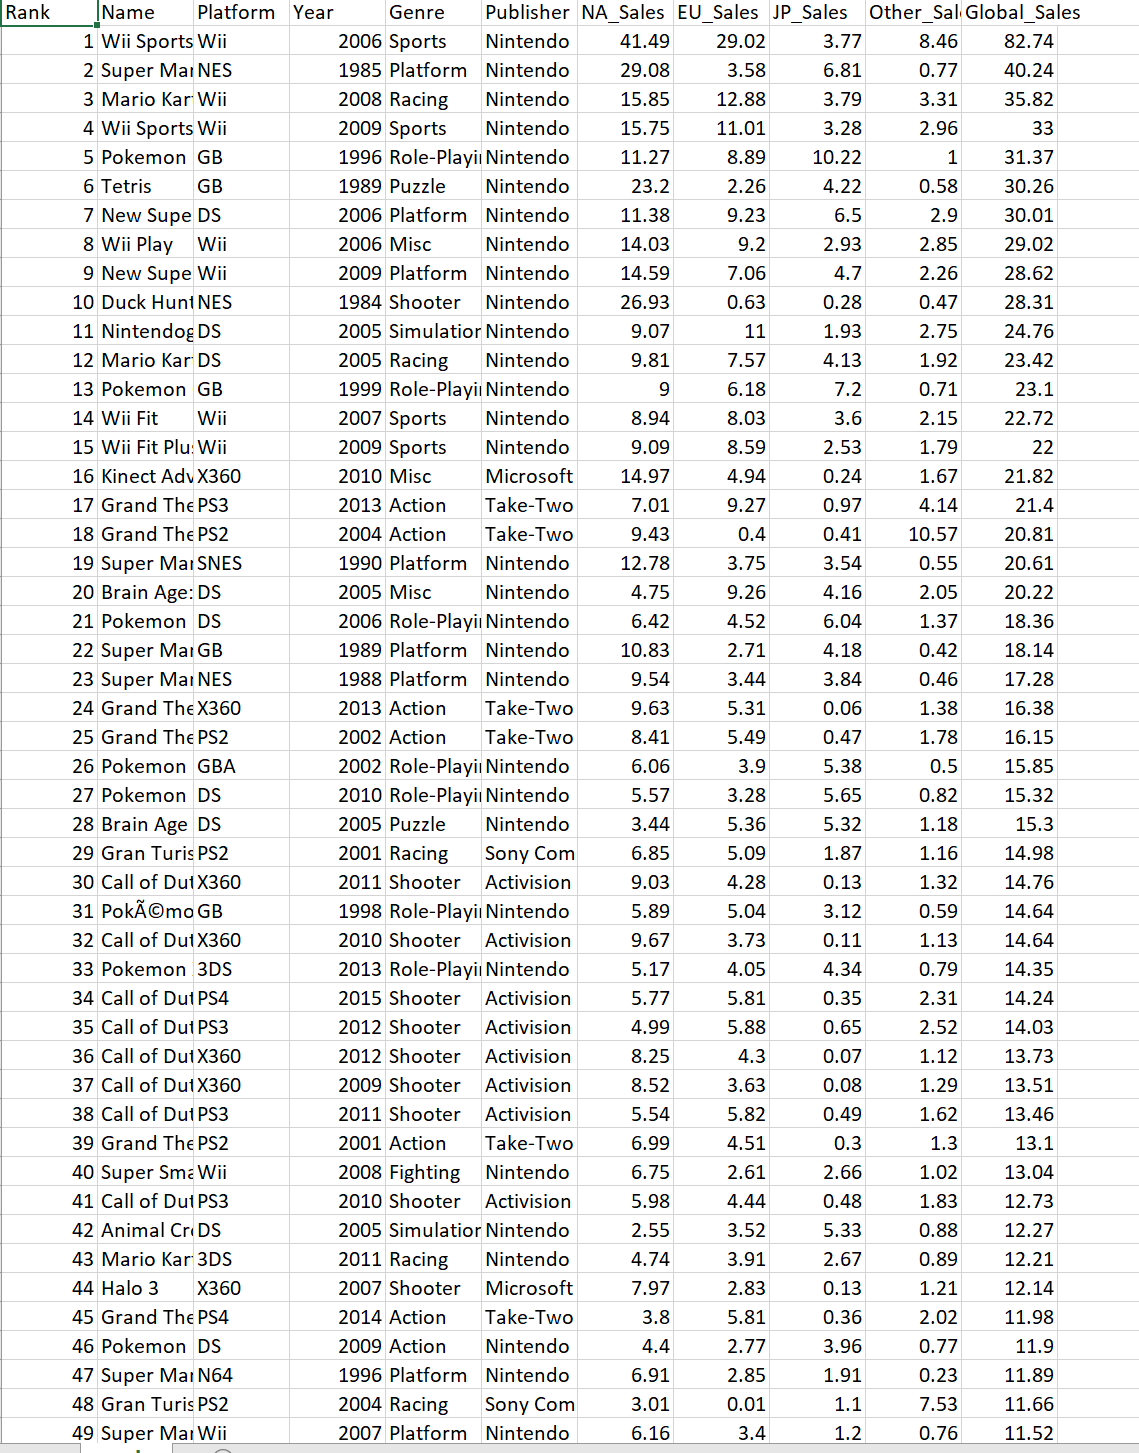 Rank Name Platform Year Genre Publisher NA_Sales EU_Sales JP_Sales Other_Sal Global_Sales
1 Wii Sports Wii 2006 Sports Nintendo 41.49 29.02 3.77 8.46 82.74
2 Super Mar NES 1985 Platform Nintendo 29.08 3.58 6.81 0.77 40.24
3 Mario Kar Wii 2008 Racing Nintendo 15.85 12.88 3.79 3.31 35.82
4 Wii Sports Wii 2009 Sports Nintendo 15.75 11.01 3.28 2.96 33
5 Pokemon GB 1996 Role-Playi Nintendo 11.27 8.89 10.22 1 31.37
6 Tetris GB 1989 Puzzle Nintendo 23.2 2.26 4.22 0.58 30.26
7 New Supe DS 2006 Platform Nintendo 11.38 9.23 6.5 2.9 30.01
8 Wii Play Wii 2006 Misc Nintendo 14.03 9.2 2.93 2.85 29.02
9 New Supe Wii 2009 Platform Nintendo 14.59 7.06 4.7 2.26 28.62
10 Duck Hunt NES 1984 Shooter Nintendo 26.93 0.63 0.28 0.47 28.31
11 Nintendog DS 2005 Simulation Nintendo 9.07 11 1.93 2.75 24.76
12 Mario Kar DS 2005 Racing Nintendo 9.81 7.57 4.13 1.92 23.42
13 Pokemon GB 1999 Role-Playi Nintendo 9 6.18 7.2 0.71 23.1
14 Wii Fit Wii 2007 Sports Nintendo 8.94 8.03 3.6 2.15 22.72
15 Wii Fit Plu Wii 2009 Sports Nintendo 9.09 8.59 2.53 1.79 22
16 Kinect Adv X360 2010 Misc Microsoft 14.97 4.94 0.24 1.67 21.82
17 Grand The PS3 2013 Action Take-Two 7.01 9.27 0.97 4.14 21.4
18 Grand The PS2 2004 Action Take-Two 9.43 0.4 0.41 10.57 20.81
19 Super Mar SNES 1990 Platform Nintendo 12.78 3.75 3.54 0.55 20.61
20 Brain Age: DS 2005 Misc Nintendo 4.75 9.26 4.16 2.05 20.22
21 Pokemon DS 2006 Role-Playi Nintendo 6.42 4.52 6.04 1.37 18.36
22 Super Mar GB 1989 Platform Nintendo 10.83 2.71 4.18 0.42 18.14
23 Super Mar NES 1988 Platform Nintendo 9.54 3.44 3.84 0.46 17.28
24 Grand The X360 2013 Action Take-Two 9.63 5.31 0.06 1.38 16.38
25 Grand The PS2 2002 Action Take-Two 8.41 5.49 0.47 1.78 16.15
26 Pokemon GBA 2002 Role-Playi Nintendo 6.06 3.9 5.38 0.5 15.85
27 Pokemon DS 2010 Role-Playi Nintendo 5.57 3.28 5.65 0.82 15.32
28 Brain Age DS 2005 Puzzle Nintendo 3.44 5.36 5.32 1.18 15.3
29 Gran Turis PS2 2001 Racing Sony Com 6.85 5.09 1.87 1.16 14.98
30 Call of Dut X360 2011 Shooter Activision 9.03 4.28 0.13 1.32 14.76
31 PokÃ©mo GB 1998 Role-Playi Nintendo 5.89 5.04 3.12 0.59 14.64
32 Call of Dut X360 2010 Shooter Activision 9.67 3.73 0.11 1.13 14.64
33 Pokemon 3DS 2013 Role-Playi Nintendo 5.17 4.05 4.34 0.79 14.35
34 Call of Dut PS4 2015 Shooter Activision 5.77 5.81 0.35 2.31 14.24
35 Call of Dut PS3 2012 Shooter Activision 4.99 5.88 0.65 2.52 14.03
36 Call of Dut X360 2012 Shooter Activision 8.25 4.3 0.07 1.12 13.73
37 Call of Dut X360 2009 Shooter Activision 8.52 3.63 0.08 1.29 13.51
38 Call of Dut PS3 2011 Shooter Activision 5.54 5.82 0.49 1.62 13.46
39 Grand The PS2 2001 Action Take-Two 6.99 4.51 0.3 1.3 13.1
40 Super Sma Wii 2008 Fighting Nintendo 6.75 2.61 2.66 1.02 13.04
41 Call of Dut PS3 2010 Shooter Activision 5.98 4.44 0.48 1.83 12.73
42 Animal Cr DS 2005 Simulation Nintendo 2.55 3.52 5.33 0.88 12.27
43 Mario Kar 3DS 2011 Racing Nintendo 4.74 3.91 2.67 0.89 12.21
44 Halo 3 X360 2007 Shooter Microsoft 7.97 2.83 0.13 1.21 12.14
45 Grand The PS4 2014 Action Take-Two 3.8 5.81 0.36 2.02 11.98
46 Pokemon DS 2009 Action Nintendo 4.4 2.77 3.96 0.77 11.9
47 Super Mar N64 1996 Platform Nintendo 6.91 2.85 1.91 0.23 11.89
48 Gran Turis PS2 2004 Racing Sony Com 3.01 0.01 1.1 7.53 11.66
49 Super Mar Wii 2007 Platform Nintendo 6.16 3.4 1.2 0.76 11.52